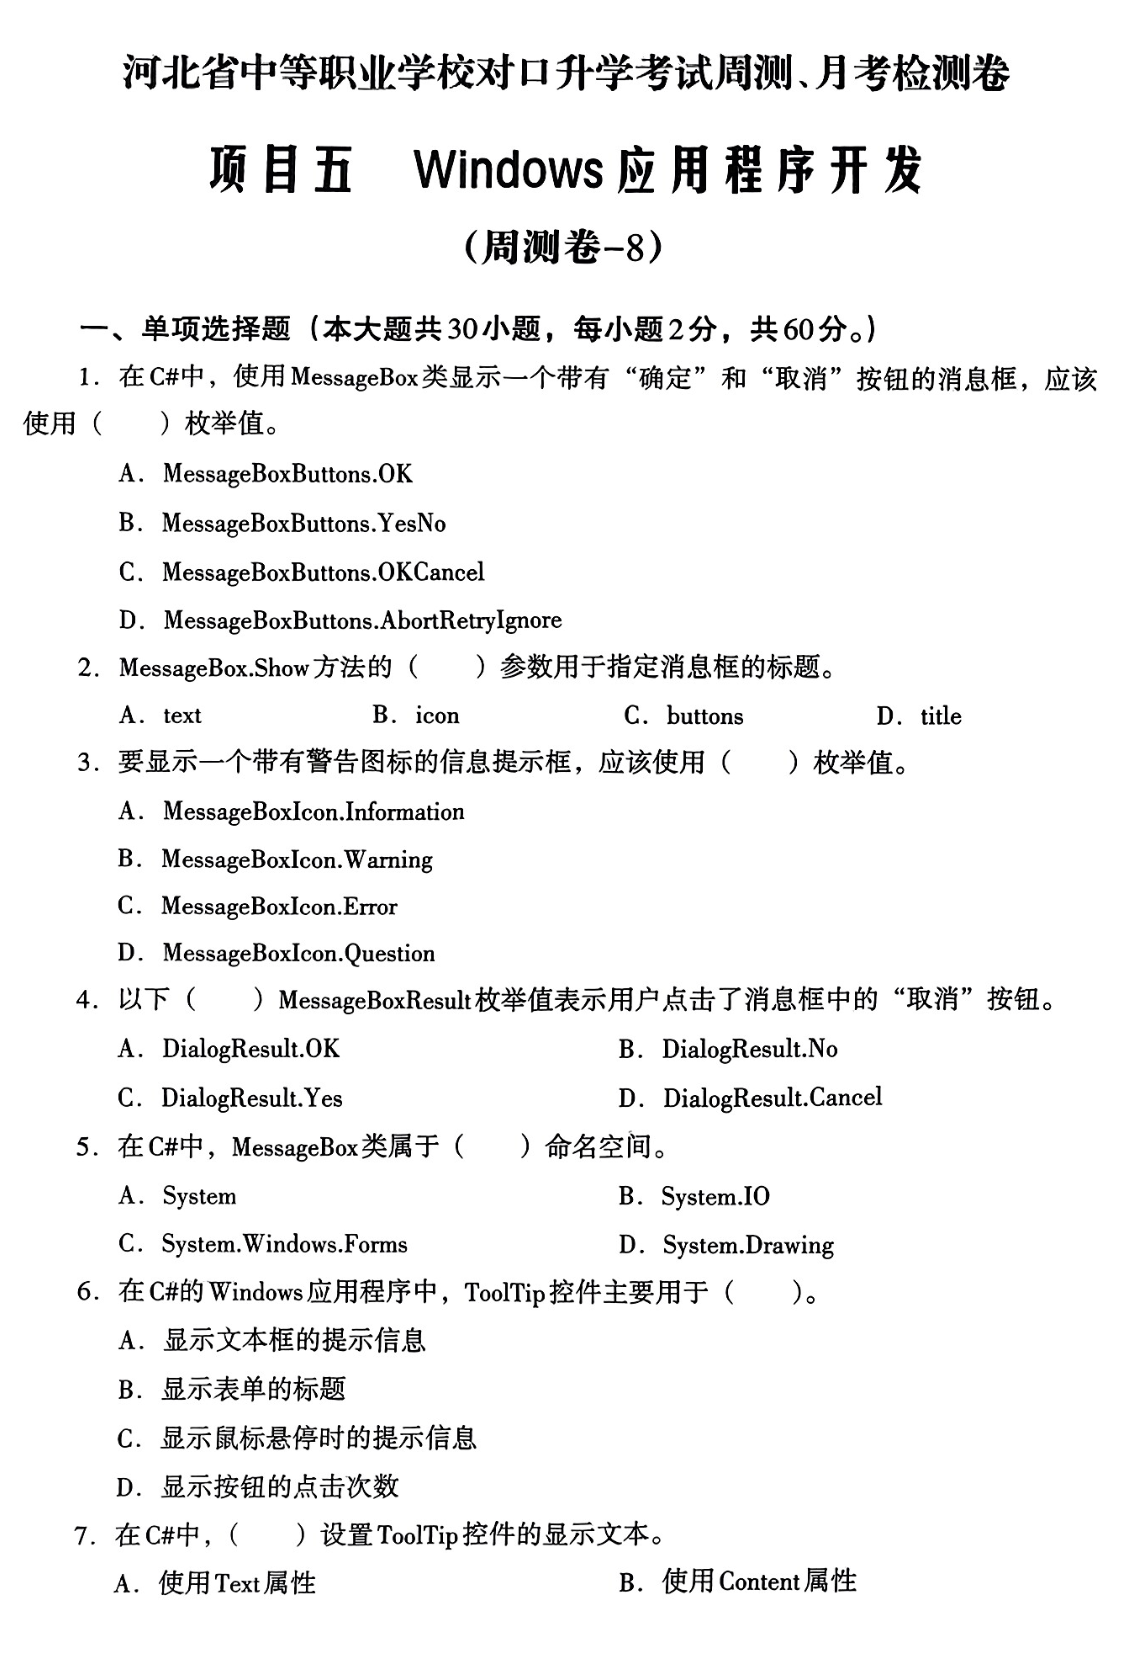 河北省中等职业学校对口升学考试周测、月考检测卷
项目五 Windows应用程序开发
（周测卷-8）
一、单项选择题（本大题共30小题，每小题2分，共60分。）
1. 在C#中，使用MessageBox类显示一个带有“确定”和“取消”按钮的消息框，应该
使用（ ）枚举值。
A. MessageBoxButtons.OK
B. MessageBoxButtons.YesNo
C. MessageBoxButtons.OKCancel
D. MessageBoxButtons.AbortRetryIgnore
2. MessageBox.Show方法的（ ）参数用于指定消息框的标题。
A. text B. icon C. buttons D. title
3. 要显示一个带有警告图标的信息提示框，应该使用（ ）枚举值。
A. MessageBoxIcon.Information
B. MessageBoxIcon.Warning
C. MessageBoxIcon.Error
D. MessageBoxIcon.Question
4. 以下（ ）MessageBoxResult枚举值表示用户点击了消息框中的“取消”按钮。
A. DialogResult.OK B. DialogResult.No
C. DialogResult.Yes D. DialogResult.Cancel
5. 在C#中，MessageBox类属于（ ）命名空间。
A. System B. System.IO
C. System.Windows.Forms D. System.Drawing
6. 在C#的Windows应用程序中，ToolTip控件主要用于（ ）。
A. 显示文本框的提示信息
B. 显示表单的标题
C. 显示鼠标悬停时的提示信息
D. 显示按钮的点击次数
7. 在C#中，（ ）设置ToolTip控件的显示文本。
A. 使用Text属性 B. 使用Content属性